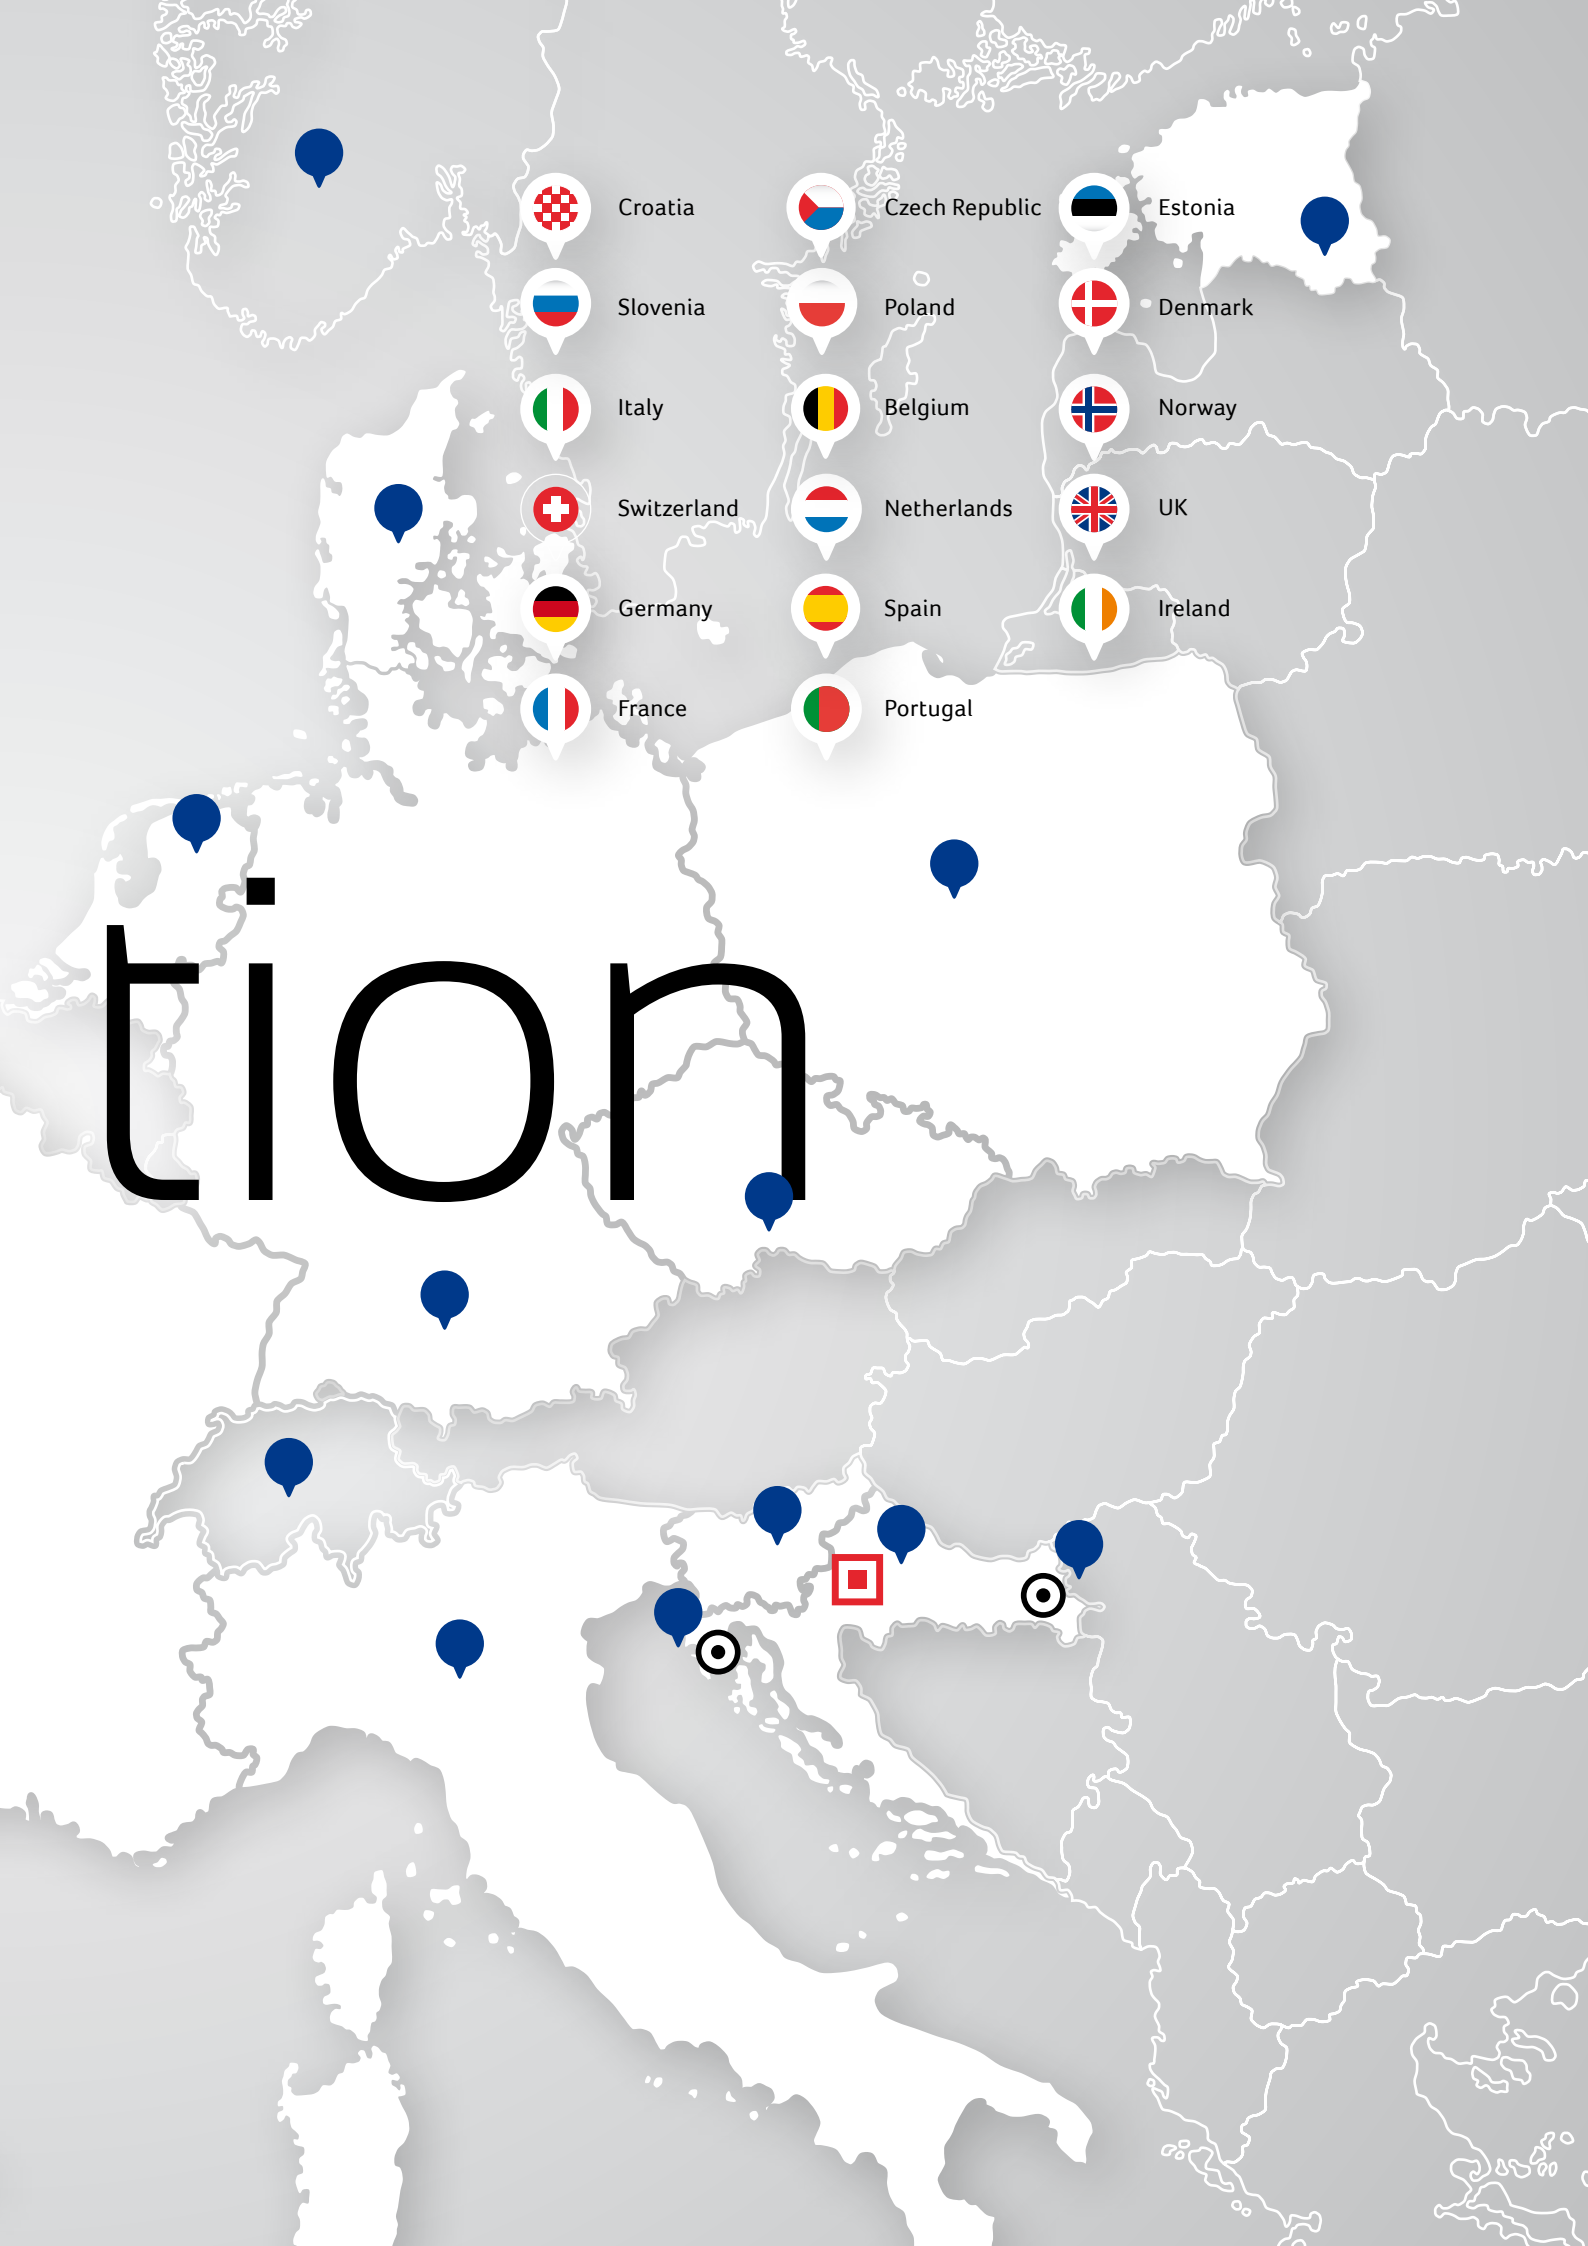 Croatia
Slovenia
Italy
Switzerland
Germany
France
Czech Republic
Poland
Belgium
Netherlands
Spain
Portugal
Estonia
Denmark
Norway
UK
Ireland
tion